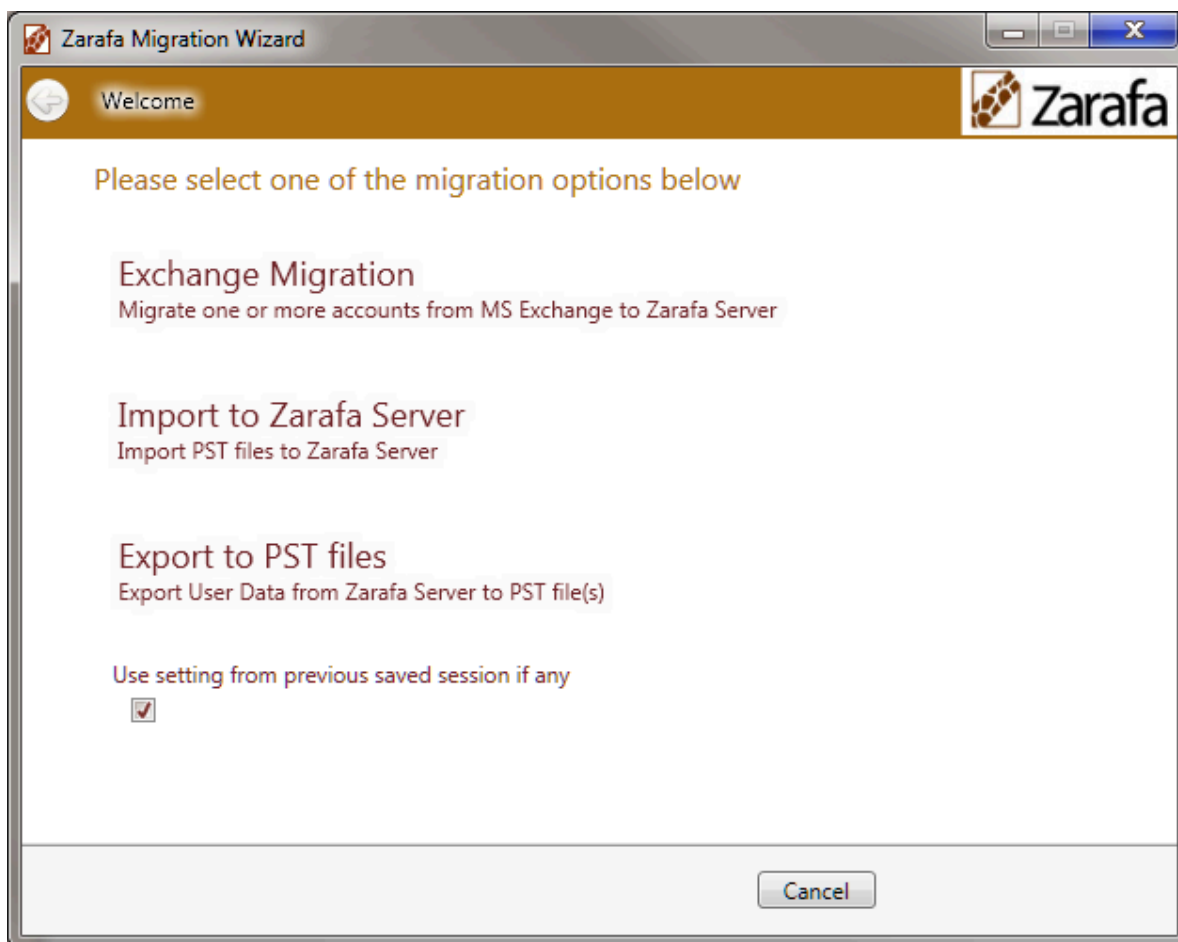 Zarafa Migration Wizard
Welcome
Zarafa
Please select one of the migration options below
Exchange Migration
Migrate one or more accounts from MS Exchange to Zarafa Server
Import to Zarafa Server
Import PST files to Zarafa Server
Export to PST files
Export User Data from Zarafa Server to PST file(s)
Use setting from previous saved session if any
Cancel